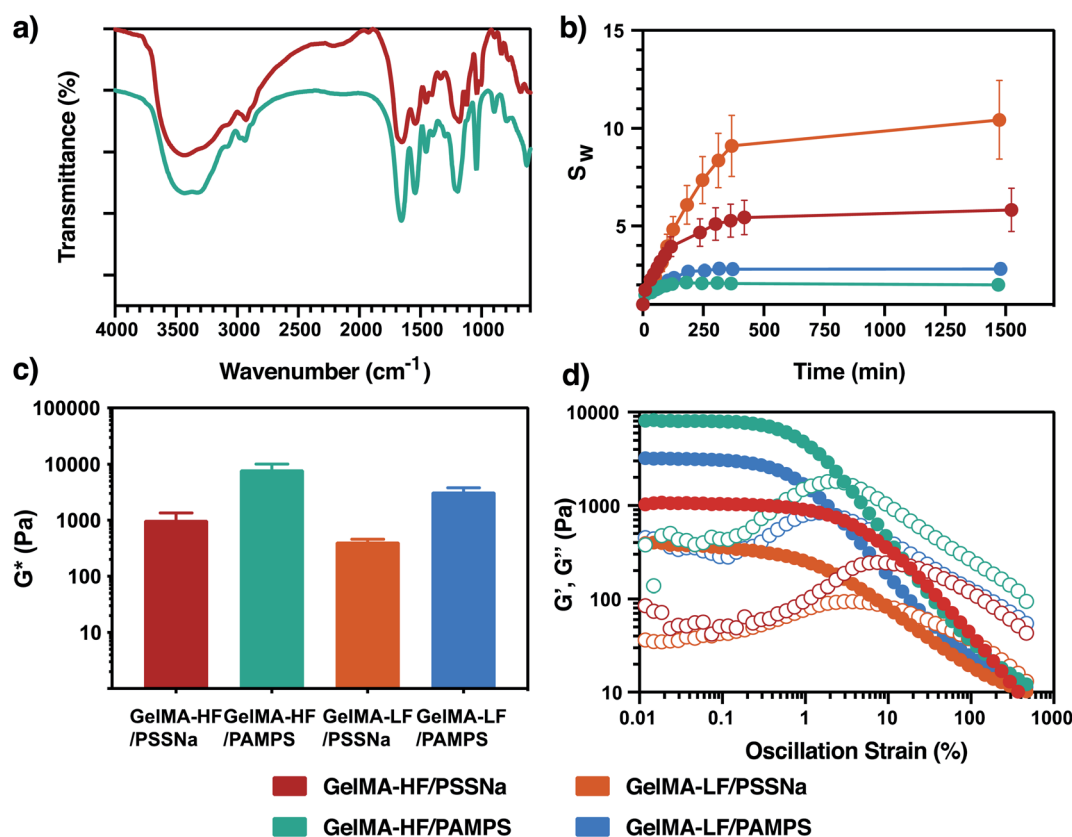 a)
Transmittance (%)
4000 3500 3000 2500 2000 1500 1000
Wavenumber (cm⁻¹)
b)
15
10
5
S_w
0 250 500 750 1000 1250 1500
Time (min)
c)
100000
10000
1000
100
10
G* (Pa)
GelMA-HF GelMA-HF GelMA-LF GelMA-LF
/PSSNa /PAMPS /PSSNa /PAMPS
d)
10000
1000
100
10
G', G'' (Pa)
0.01 0.1 1 10 100 1000
Oscillation Strain (%)
GelMA-HF/PSSNa GelMA-LF/PSSNa
GelMA-HF/PAMPS GelMA-LF/PAMPS